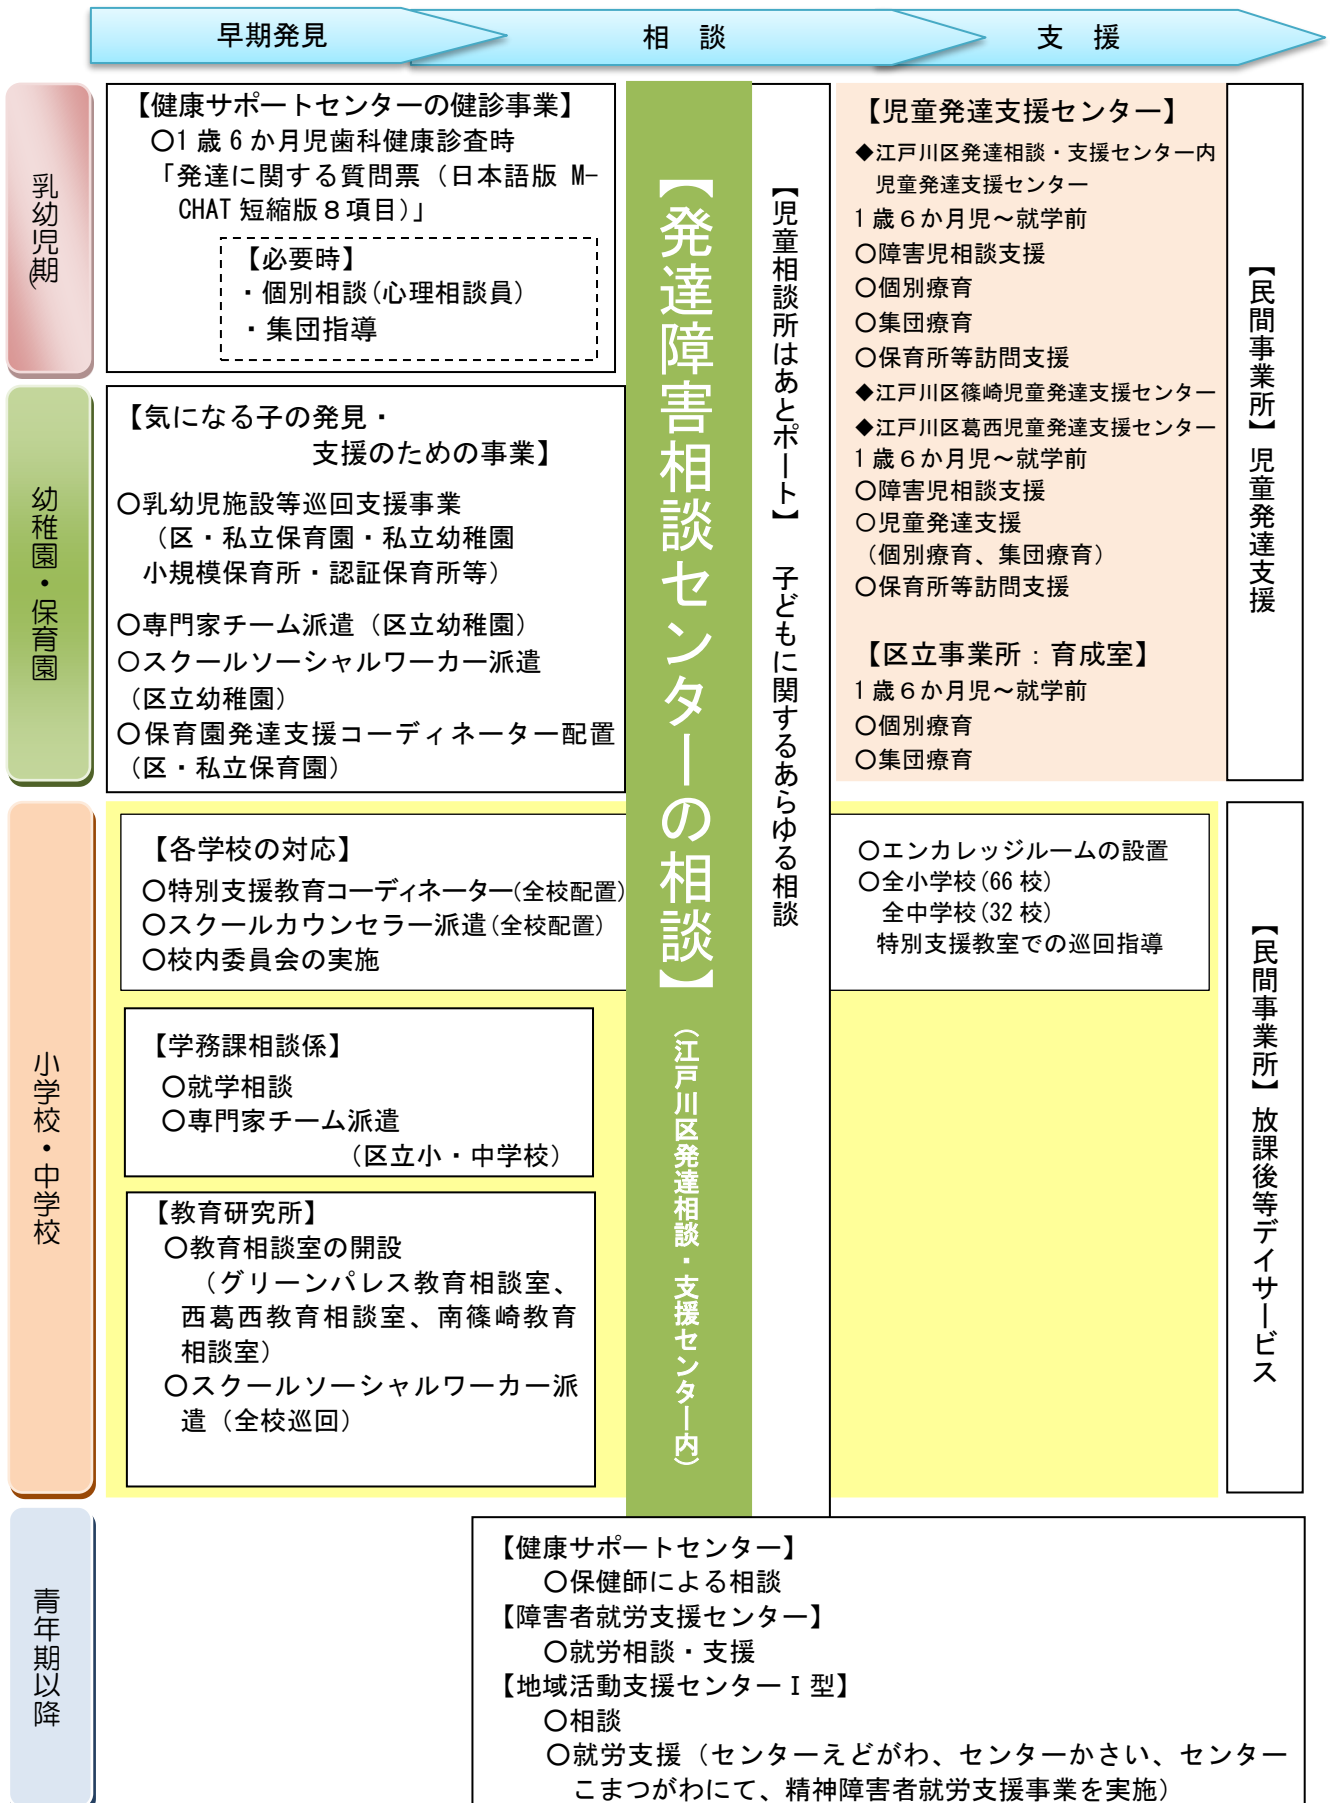 早期発見
相　談
支　援
乳幼児期
(
【健康サポートセンターの健診事業】
○1歳6か月児歯科健康診査時
「発達に関する質問票（日本語版 M-
CHAT短縮版８項目)」
【必要時】
・個別相談(心理相談員)
・集団指導
幼稚園・保育園
【気になる子の発見・
支援のための事業】
○乳幼児施設等巡回支援事業
（区・私立保育園・私立幼稚園
小規模保育所・認証保育所等）
○専門家チーム派遣（区立幼稚園）
○スクールソーシャルワーカー派遣
（区立幼稚園）
○保育園発達支援コーディネーター配置
（区・私立保育園）
【発達障害相談センターの相談】（江戸川区発達相談・支援センター内）
【児童相談所はあとポート】　子どもに関するあらゆる相談
【児童発達支援センター】
◆江戸川区発達相談・支援センター内
児童発達支援センター
1歳６か月児～就学前
○障害児相談支援
○個別療育
○集団療育
○保育所等訪問支援
◆江戸川区篠崎児童発達支援センター
◆江戸川区葛西児童発達支援センター
1歳６か月児～就学前
○障害児相談支援
○児童発達支援
（個別療育、集団療育）
○保育所等訪問支援
【区立事業所：育成室】
1歳６か月児～就学前
○個別療育
○集団療育
【民間事業所】児童発達支援
小学校・中学校
【各学校の対応】
○特別支援教育コーディネーター(全校配置)
○スクールカウンセラー派遣(全校配置)
○校内委員会の実施
○エンカレッジルームの設置
○全小学校(66校)
全中学校(32校)
特別支援教室での巡回指導
【学務課相談係】
○就学相談
○専門家チーム派遣
（区立小・中学校）
【教育研究所】
○教育相談室の開設
（グリーンパレス教育相談室、
西葛西教育相談室、南篠崎教育
相談室）
○スクールソーシャルワーカー派
遣（全校巡回）
【民間事業所】放課後等デイサービス
青年期以降
【健康サポートセンター】
○保健師による相談
【障害者就労支援センター】
○就労相談・支援
【地域活動支援センターⅠ型】
○相談
○就労支援（センターえどがわ、センターかさい、センター
こまつがわにて、精神障害者就労支援事業を実施）